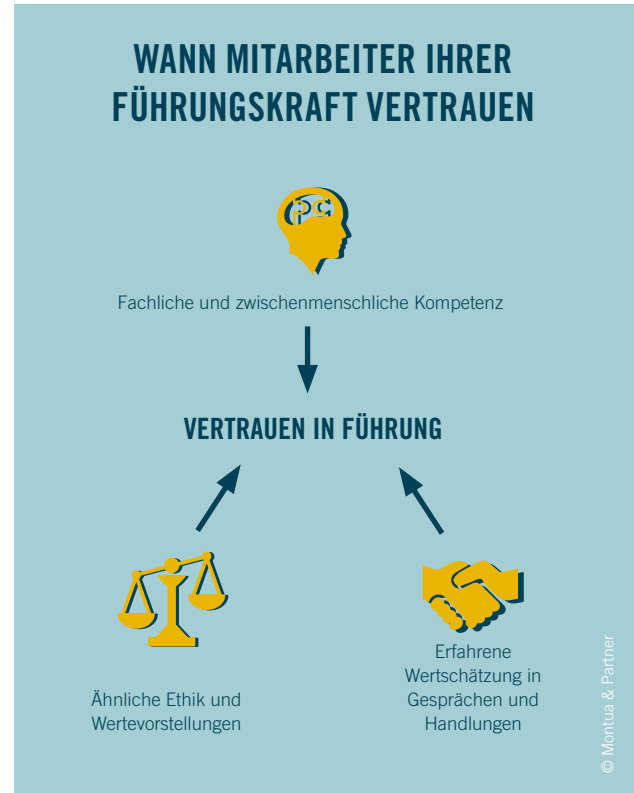 WANN MITARBEITER IHRER
FÜHRUNGSKRAFT VERTRAUEN
Fachliche und zwischenmenschliche Kompetenz
VERTRAUEN IN FÜHRUNG
Ähnliche Ethik und
Wertevorstellungen
Erfahrene
Wertschätzung in
Gesprächen und
Handlungen
© Montua & Partner